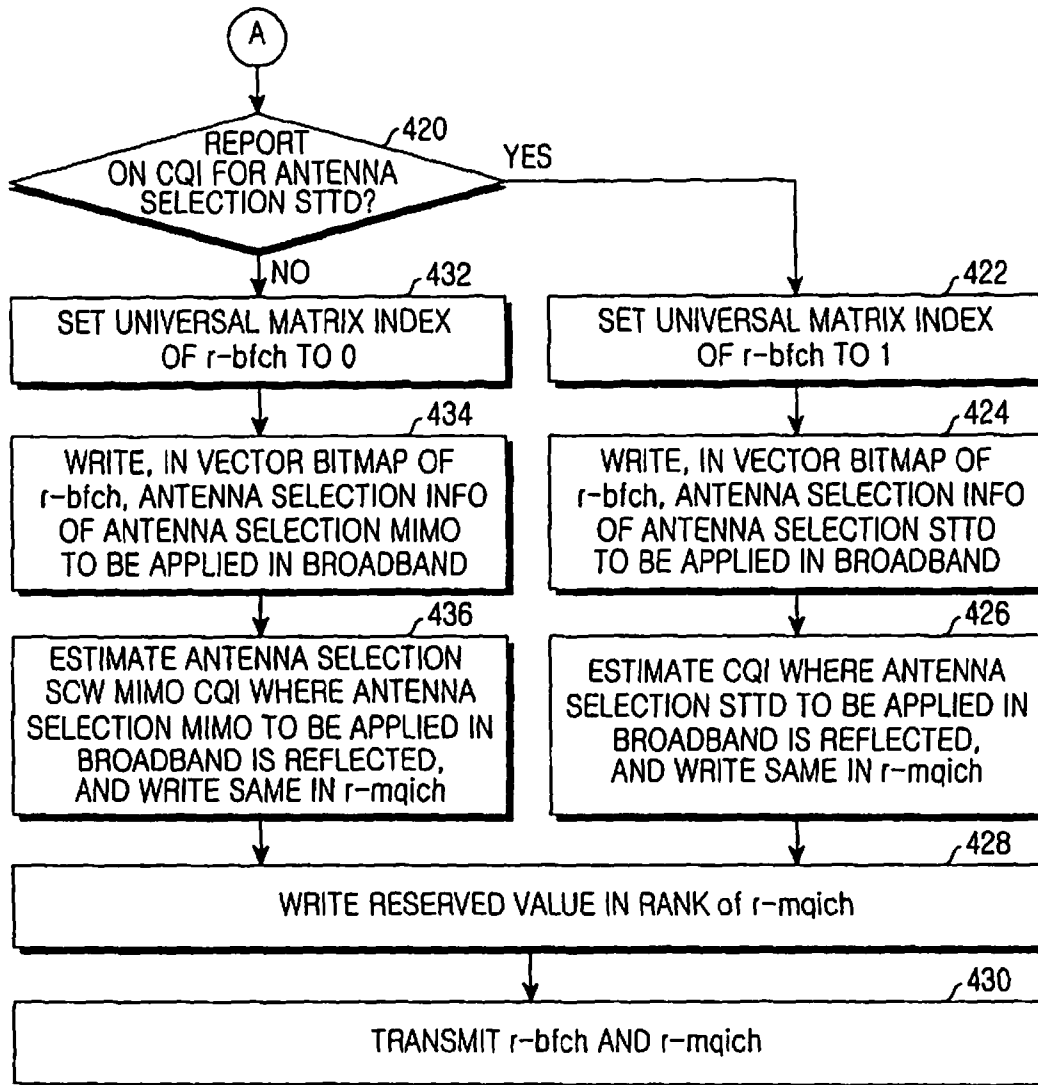 A
REPORT
ON CQI FOR ANTENNA
SELECTION STTD?
420
YES
NO
432
SET UNIVERSAL MATRIX INDEX
OF r-bfch TO 0
422
SET UNIVERSAL MATRIX INDEX
OF r-bfch TO 1
434
WRITE, IN VECTOR BITMAP OF
r-bfch, ANTENNA SELECTION INFO
OF ANTENNA SELECTION MIMO
TO BE APPLIED IN BROADBAND
424
WRITE, IN VECTOR BITMAP OF
r-bfch, ANTENNA SELECTION INFO
OF ANTENNA SELECTION STTD
TO BE APPLIED IN BROADBAND
436
ESTIMATE ANTENNA SELECTION
SCW MIMO CQI WHERE ANTENNA
SELECTION MIMO TO BE APPLIED IN
BROADBAND IS REFLECTED,
AND WRITE SAME IN r-mqich
426
ESTIMATE CQI WHERE ANTENNA
SELECTION STTD TO BE APPLIED IN
BROADBAND IS REFLECTED,
AND WRITE SAME IN r-mqich
428
WRITE RESERVED VALUE IN RANK of r-mqich
430
TRANSMIT r-bfch AND r-mqich